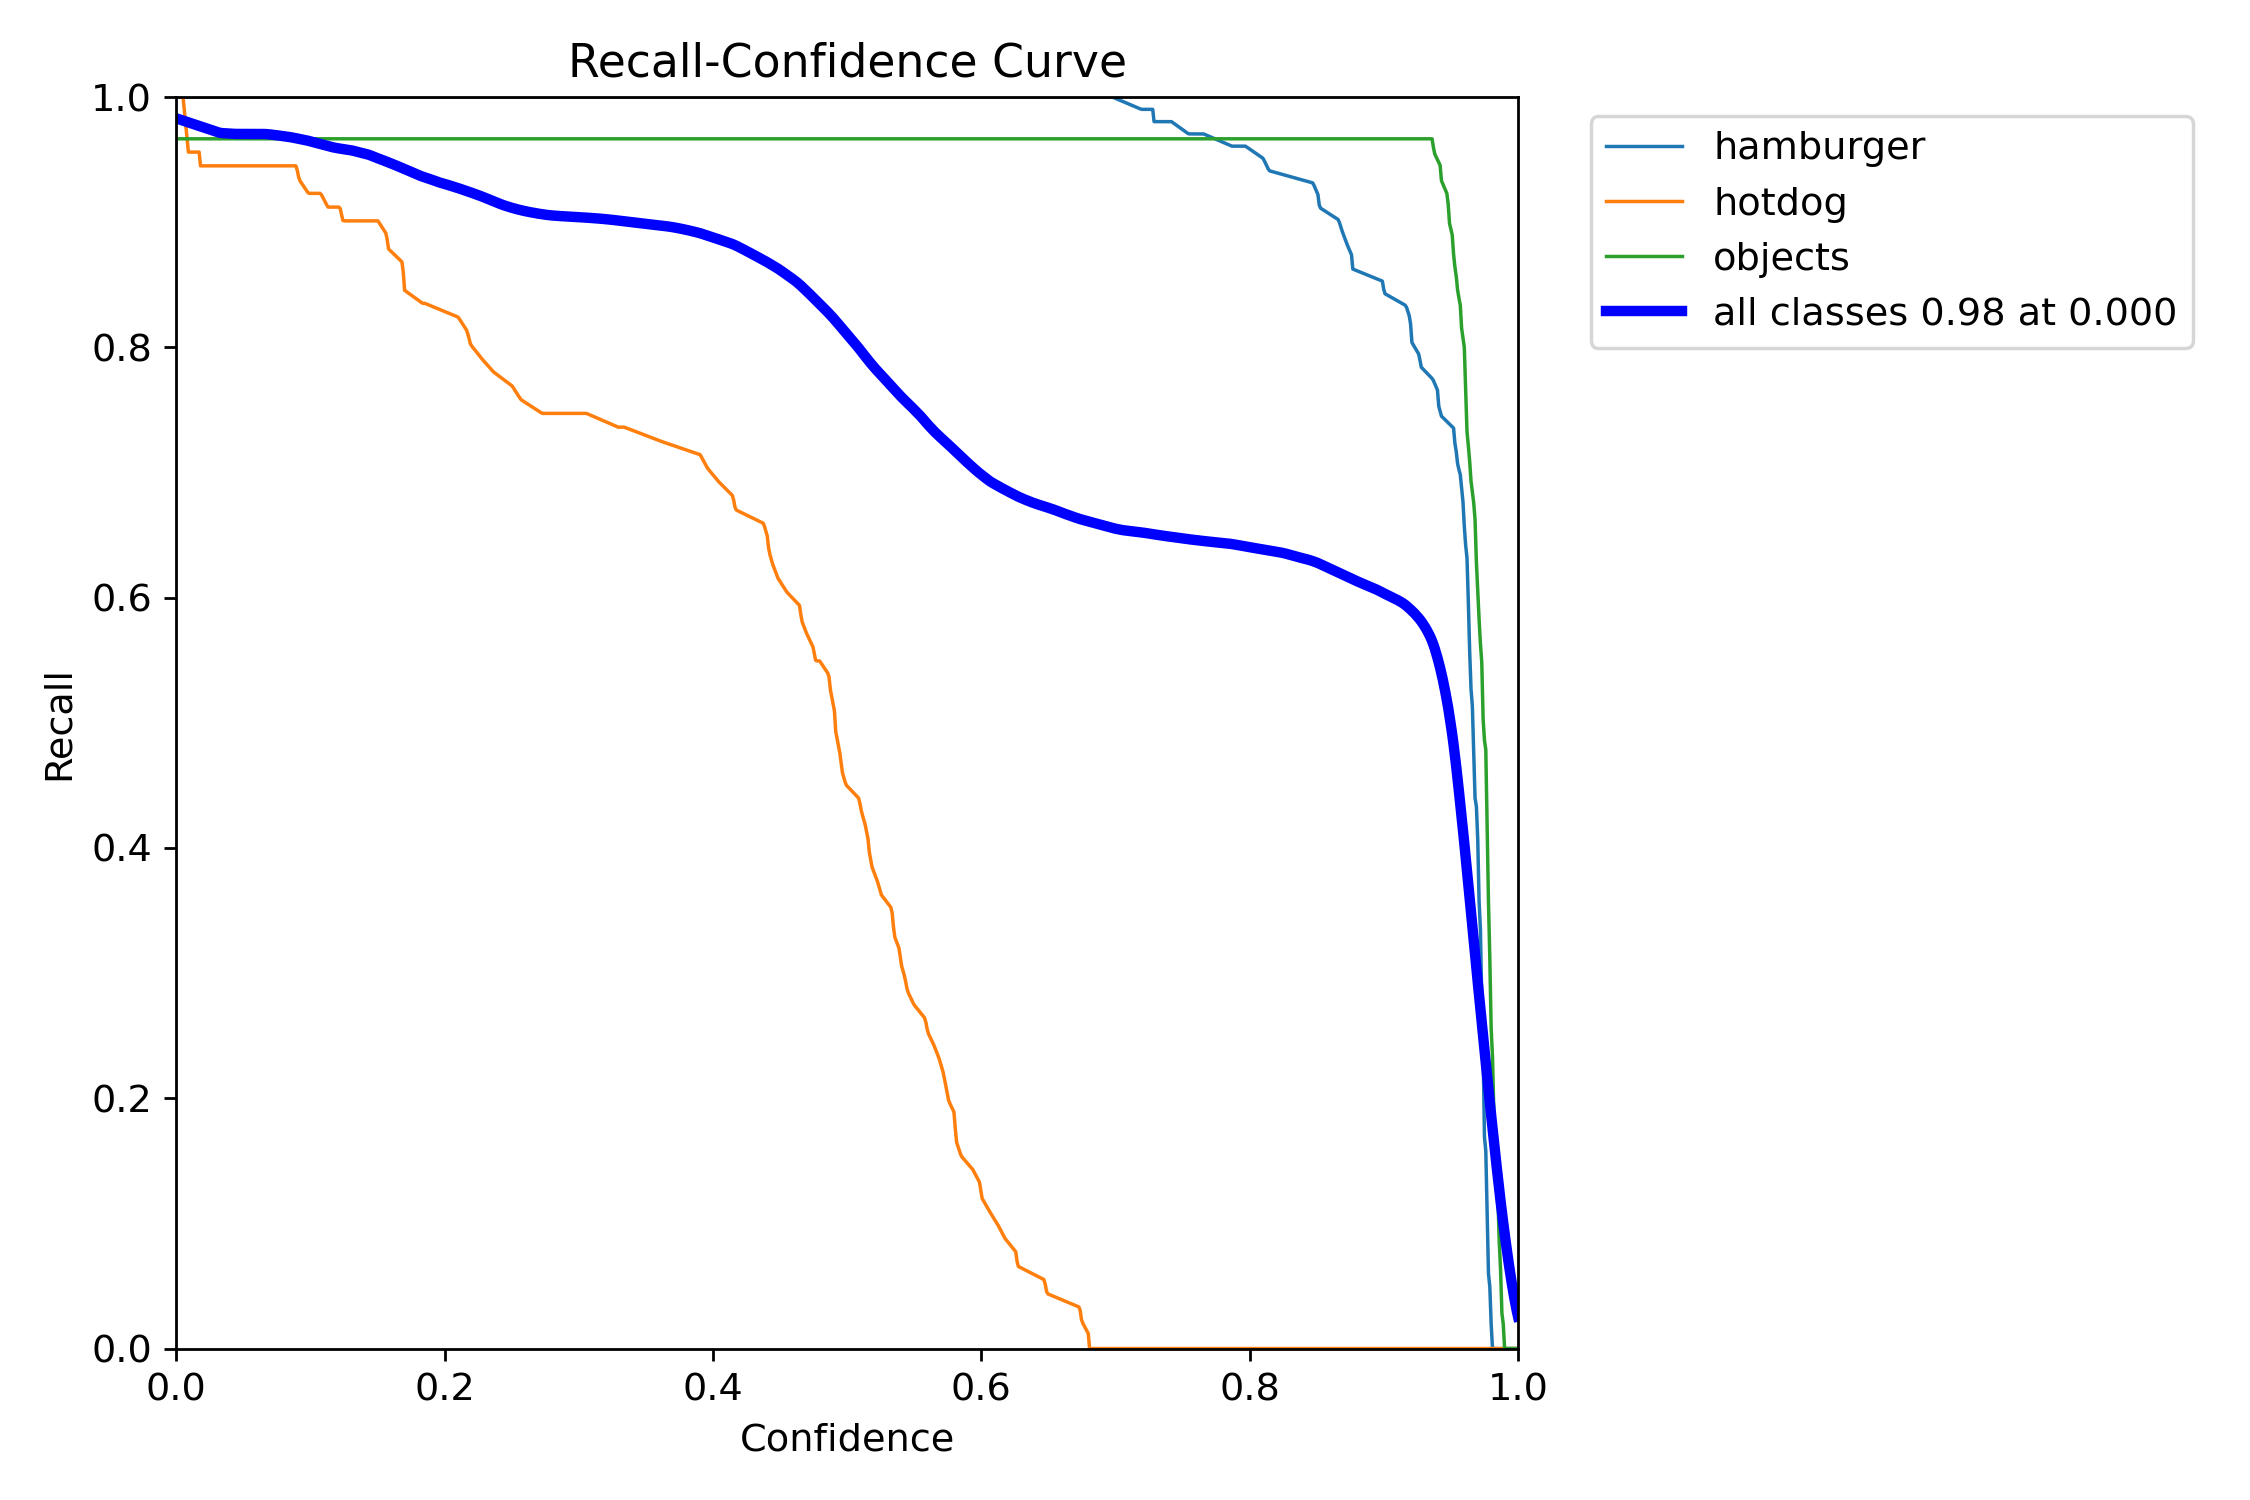 Recall-Confidence Curve
1.0
0.8
0.6
0.4
0.2
0.0
Recall
0.0 0.2 0.4 0.6 0.8 1.0
Confidence
hamburger
hotdog
objects
all classes 0.98 at 0.000